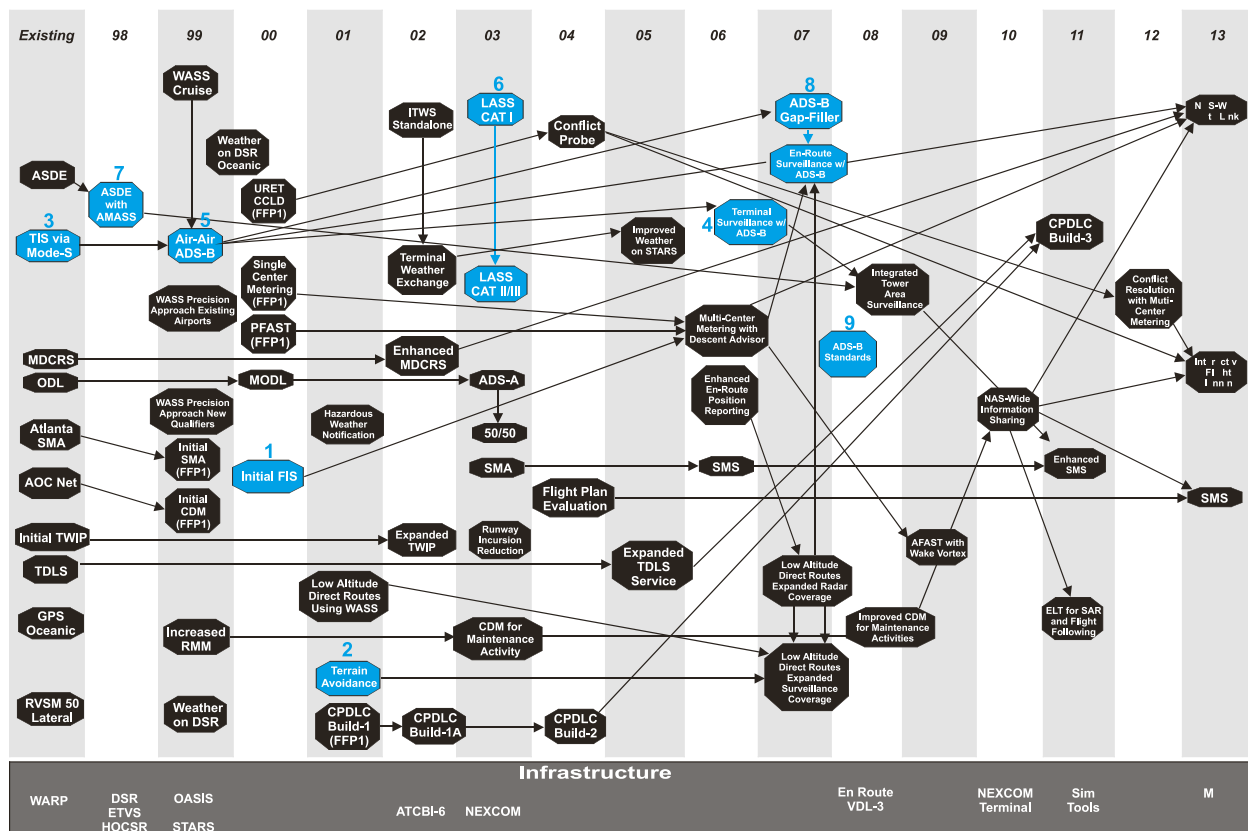 Existing 98 99 00 01 02 03 04 05 06 07 08 09 10 11 12 13
WASS
Cruise
6
LASS
CAT I
8
ADS-B
Gap-Filler
ITWS
Standalone
Conflict
Probe
Weather
on DSR
Oceanic
En-Route
Surveillance w/
ADS-B
ASDE
7
ASDE
with
AMASS
URET
CCLD
(FFP1)
3
TIS via
Mode-S
5
Air-Air
ADS-B
4
Terminal
Surveillance w/
ADS-B
Improved
Weather
on STARS
CPDLC
Build-3
Terminal
Weather
Exchange
LASS
CAT II/III
Single
Center
Metering
(FFP1)
Integrated
Tower
Area
Surveillance
Conflict
Resolution
with Muti-
Center
Metering
WASS Precision
Approach Existing
Airports
PFAST
(FFP1)
Multi-Center
Metering with
Descent Advisor
9
ADS-B
Standards
MDCRS
Enhanced
MDCRS
ODL
MODL
ADS-A
Enhanced
En-Route
Position
Reporting
WASS Precision
Approach New
Qualifiers
Hazardous
Weather
Notification
NAS-Wide
Information
Sharing
50/50
Atlanta
SMA
Initial
SMA
(FFP1)
1
Initial FIS
SMA
SMS
Enhanced
SMS
AOC Net
Initial
CDM
(FFP1)
Flight Plan
Evaluation
SMS
Initial TWIP
Expanded
TWIP
Runway
Incursion
Reduction
AFAST with
Wake Vortex
TDLS
Expanded
TDLS
Service
Low Altitude
Direct Routes
Using WASS
Low Altitude
Direct Routes
Expanded Radar
Coverage
GPS
Oceanic
Increased
RMM
CDM for
Maintenance
Activity
Improved CDM
for Maintenance
Activities
ELT for SAR
and Flight
Following
2
Terrain
Avoidance
Low Altitude
Direct Routes
Expanded
Surveillance
Coverage
RVSM 50
Lateral
Weather
on DSR
CPDLC
Build-1
(FFP1)
CPDLC
Build-1A
CPDLC
Build-2
Infrastructure
WARP
DSR
ETVS
HOCSR
OASIS
STARS
ATCBI-6
NEXCOM
En Route
VDL-3
NEXCOM
Terminal
Sim
Tools
M